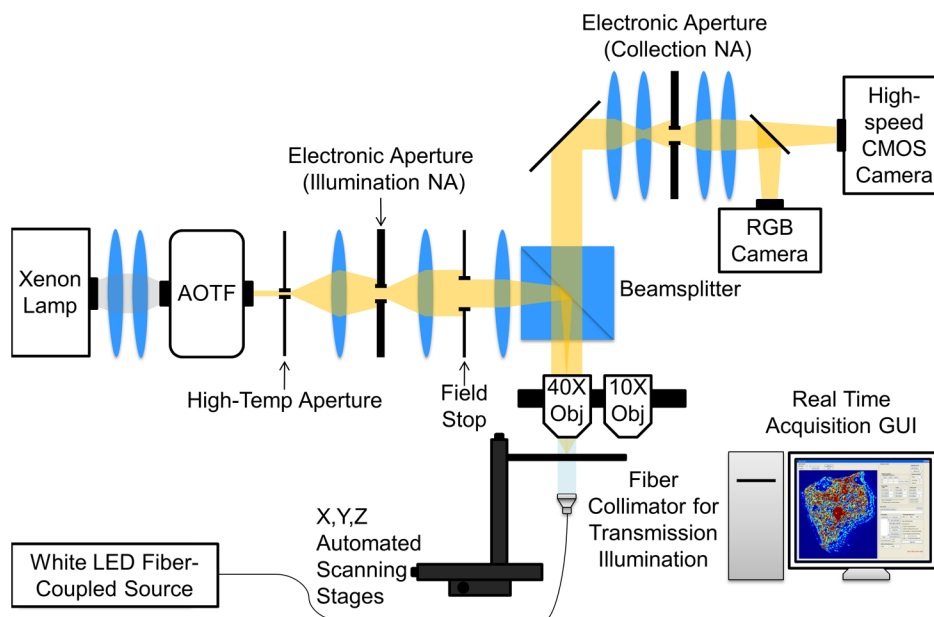 Electronic Aperture
(Collection NA)
High-
speed
CMOS
Camera
Electronic Aperture
(Illumination NA)
RGB
Camera
Xenon
Lamp
AOTF
Beamsplitter
High-Temp Aperture
Field
Stop
40X
Obj
10X
Obj
Real Time
Acquisition GUI
Fiber
Collimator for
Transmission
Illumination
X,Y,Z
Automated
Scanning
Stages
White LED Fiber-
Coupled Source